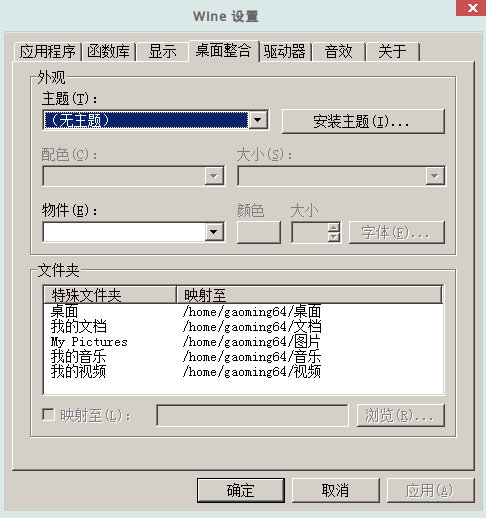 Wine 设置
应用程序 函数库 显示 桌面整合 驱动器 音效 关于
外观
主题(T):
(无主题) 安装主题(I)...
配色(C): 大小(S):
物件(E): 颜色 大小
字体(F)...
文件夹
特殊文件夹 映射至
桌面 /home/gaoming64/桌面
我的文档 /home/gaoming64/文档
My Pictures /home/gaoming64/图片
我的音乐 /home/gaoming64/音乐
我的视频 /home/gaoming64/视频
映射至(L): 浏览(R)...
确定 取消 应用(A)